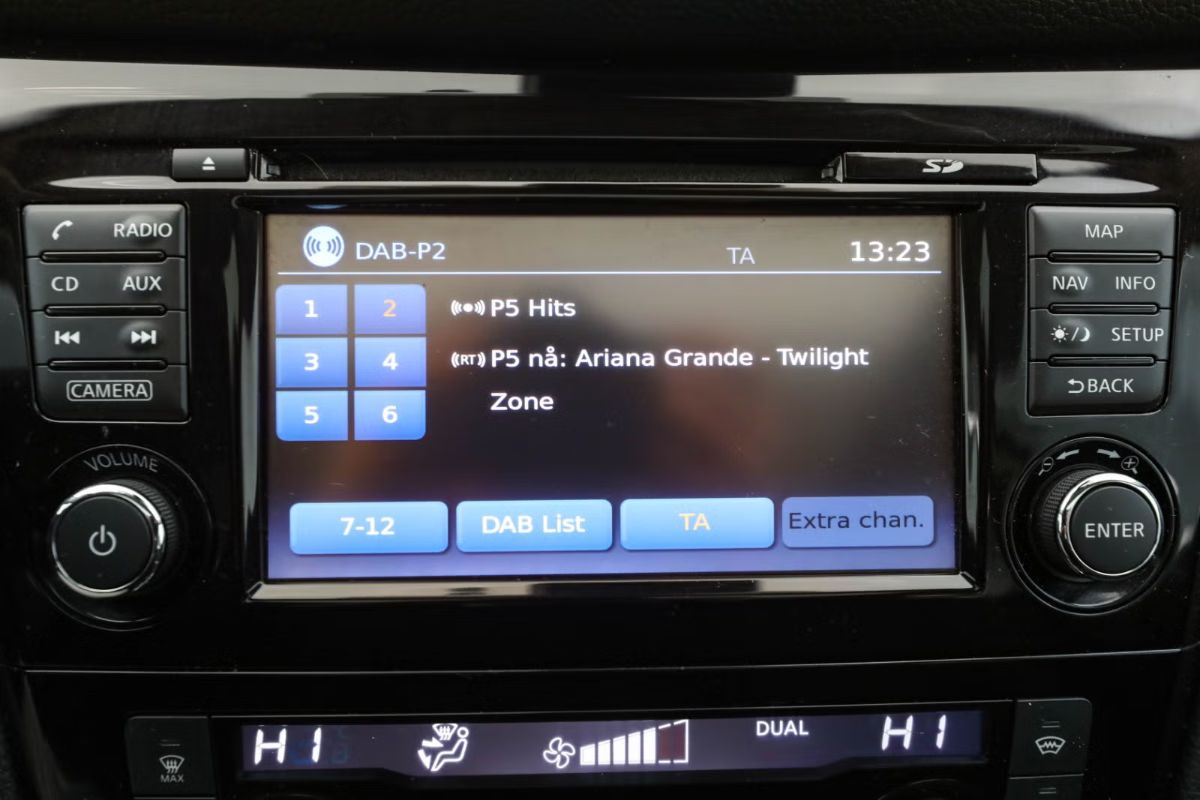 SD
RADIO
CD AUX
CAMERA
VOLUME
DAB-P2 TA 13:23
1 2
3 4
5 6
P5 Hits
(RT) P5 nå: Ariana Grande - Twilight
Zone
7-12 DAB List TA Extra chan.
MAP
NAV INFO
SETUP
BACK
ENTER
HI DUAL HI
MAX